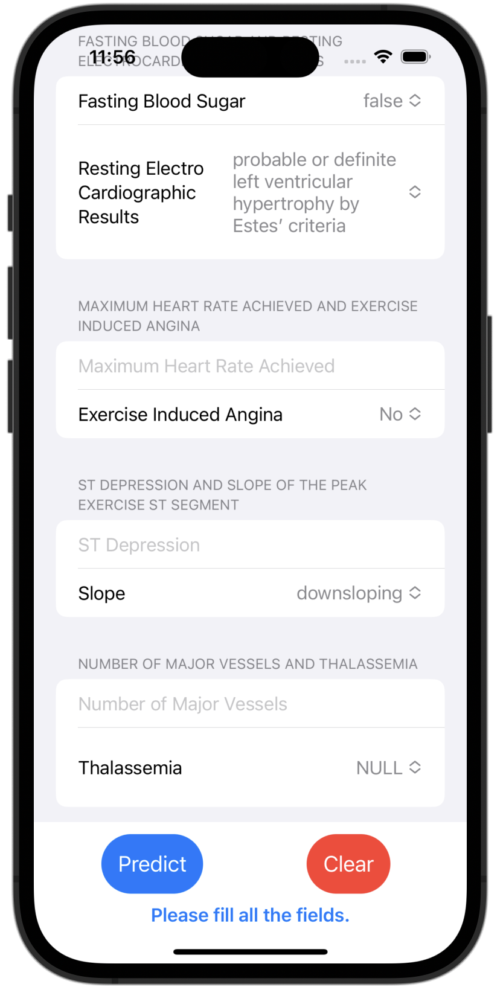 FASTING BLOOD SUGAR AND RESTING
11:56
ELECTROCARD
Fasting Blood Sugar false
Resting Electro
Cardiographic
Results
probable or definite
left ventricular
hypertrophy by
Estes’ criteria
MAXIMUM HEART RATE ACHIEVED AND EXERCISE
INDUCED ANGINA
Maximum Heart Rate Achieved
Exercise Induced Angina No
ST DEPRESSION AND SLOPE OF THE PEAK
EXERCISE ST SEGMENT
ST Depression
Slope downsloping
NUMBER OF MAJOR VESSELS AND THALASSEMIA
Number of Major Vessels
Thalassemia NULL
Predict Clear
Please fill all the fields.